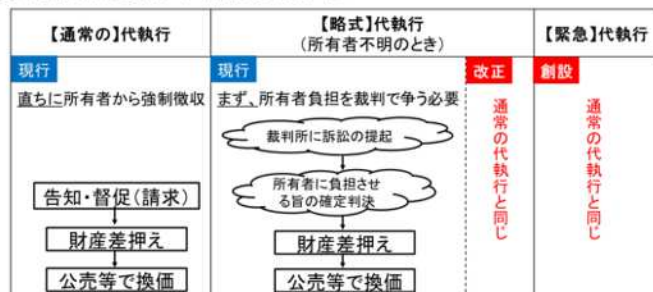 【通常の】代執行
【略式】代執行
(所有者不明のとき)
【緊急】代執行
現行
直ちに所有者から強制徴収
告知・督促(請求)
財産差押え
公売等で換価
現行
まず、所有者負担を裁判で争う必要
裁判所に訴訟の提起
所有者に負担させ
る旨の確定判決
財産差押え
公売等で換価
改正
通常の代執行と同じ
創設
通常の代執行と同じ